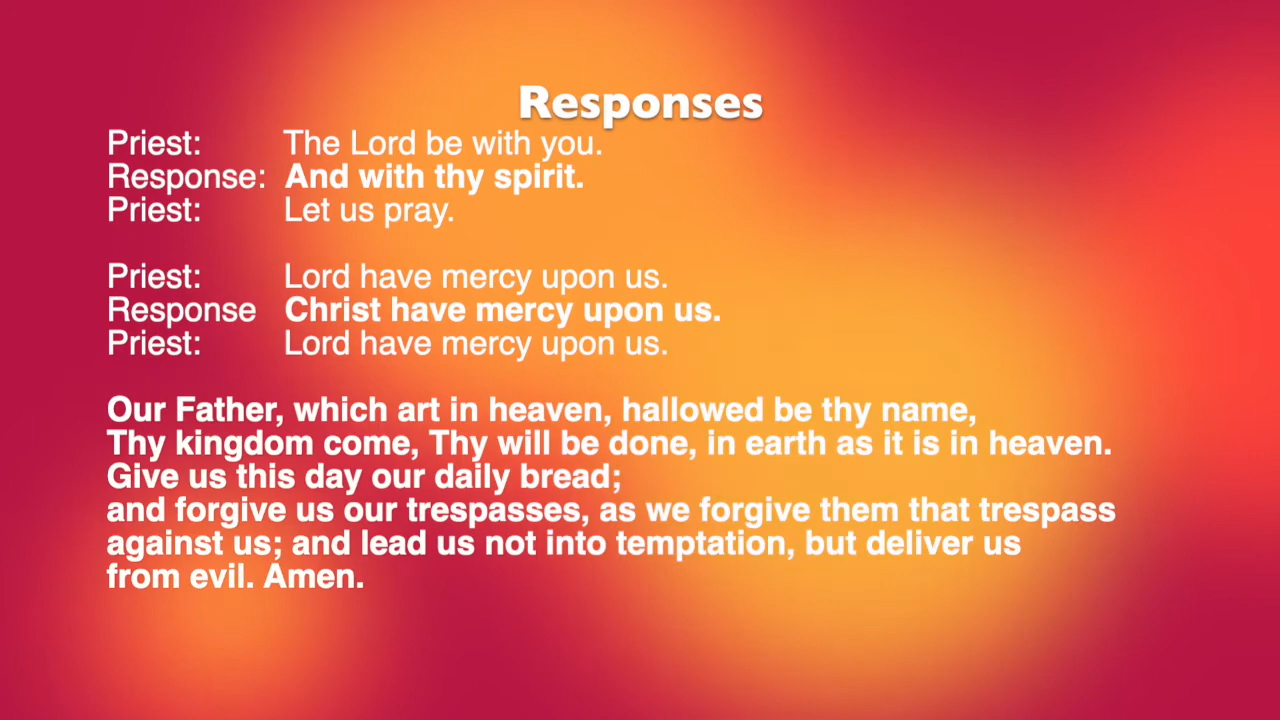 Responses
Priest: The Lord be with you.
Response: And with thy spirit.
Priest: Let us pray.
Priest: Lord have mercy upon us.
Response Christ have mercy upon us.
Priest: Lord have mercy upon us.
Our Father, which art in heaven, hallowed be thy name,
Thy kingdom come, Thy will be done, in earth as it is in heaven.
Give us this day our daily bread;
and forgive us our trespasses, as we forgive them that trespass
against us; and lead us not into temptation, but deliver us
from evil. Amen.